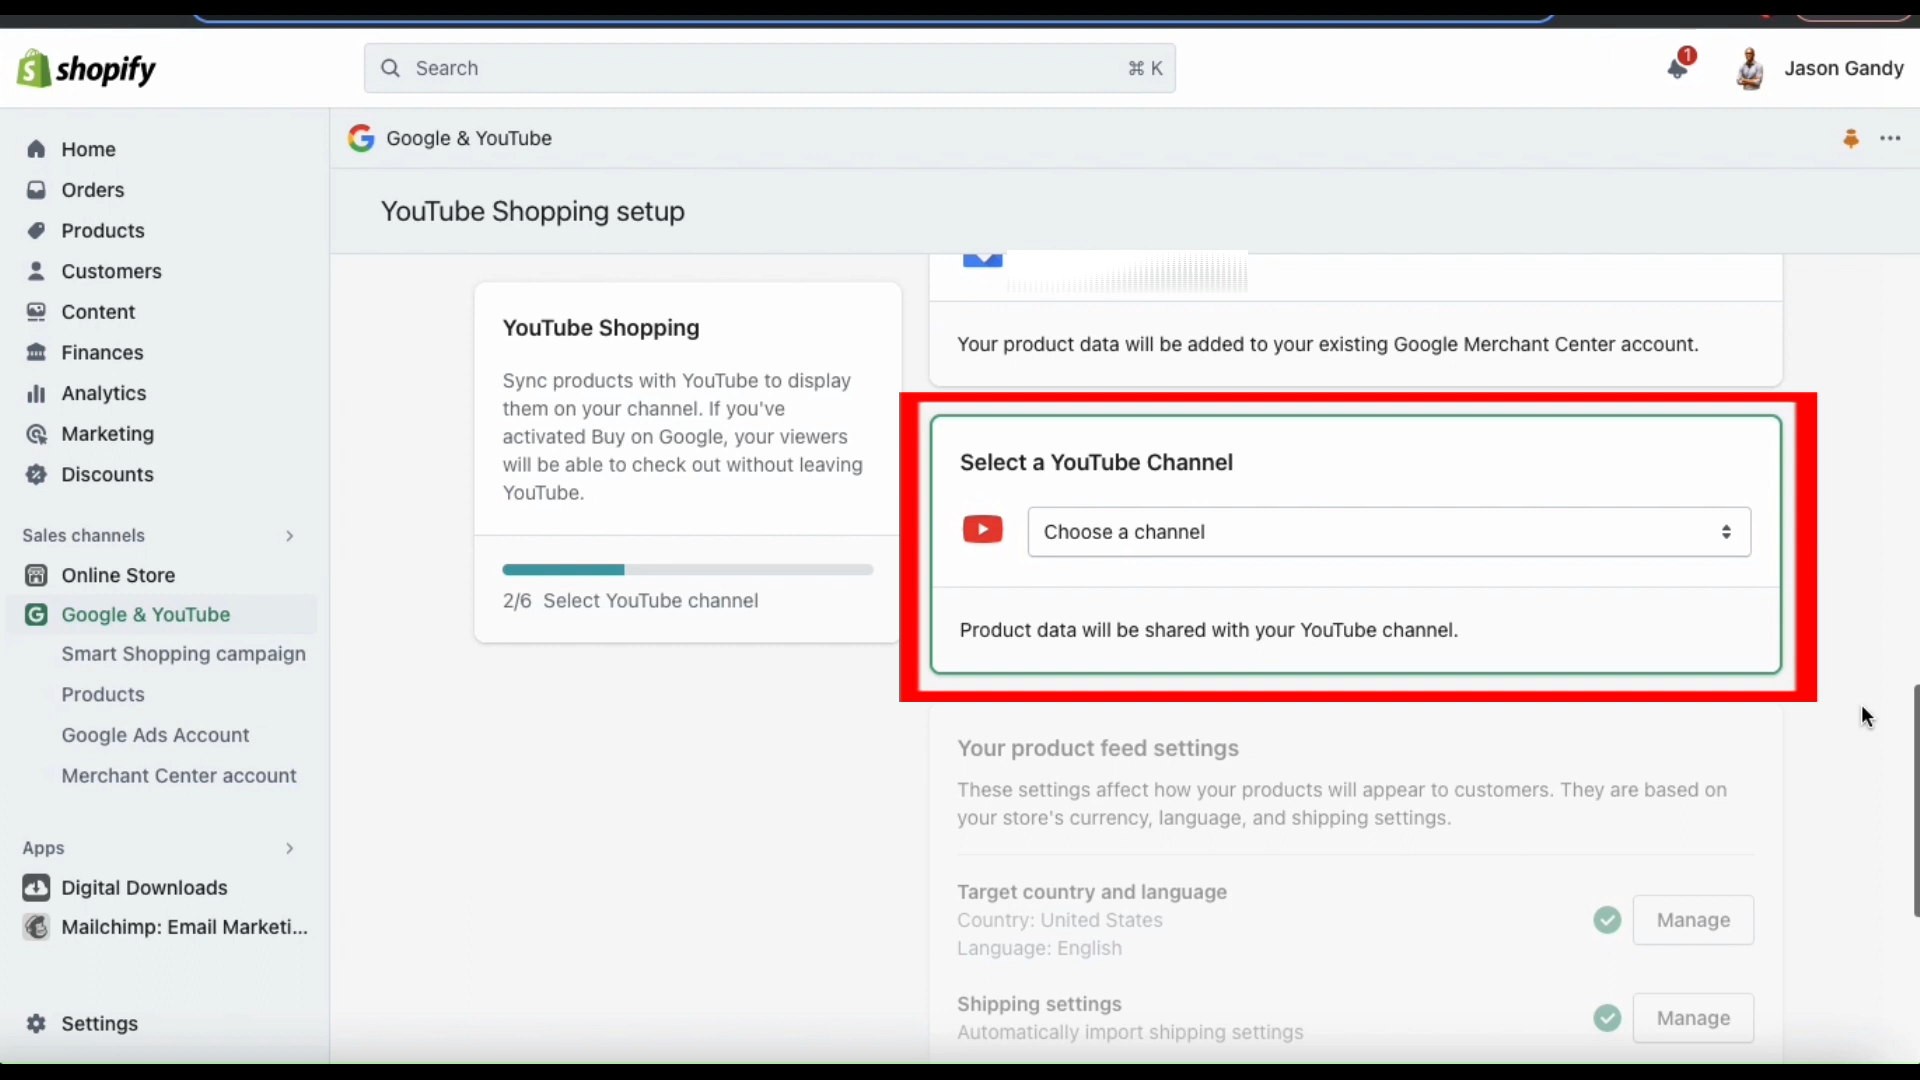 shopify
Search
⌘ K
1
Jason Gandy
Home
Orders
Products
Customers
Content
Finances
Analytics
Marketing
Discounts
Sales channels
Online Store
Google & YouTube
Smart Shopping campaign
Products
Google Ads Account
Merchant Center account
Apps
Digital Downloads
Mailchimp: Email Marketi...
Settings
Google & YouTube
YouTube Shopping setup
YouTube Shopping
Sync products with YouTube to display
them on your channel. If you've
activated Buy on Google, your viewers
will be able to check out without leaving
YouTube.
2/6 Select YouTube channel
Your product data will be added to your existing Google Merchant Center account.
Select a YouTube Channel
Choose a channel
Product data will be shared with your YouTube channel.
Your product feed settings
These settings affect how your products will appear to customers. They are based on
your store's currency, language, and shipping settings.
Target country and language
Country: United States
Language: English
Manage
Shipping settings
Automatically import shipping settings
Manage